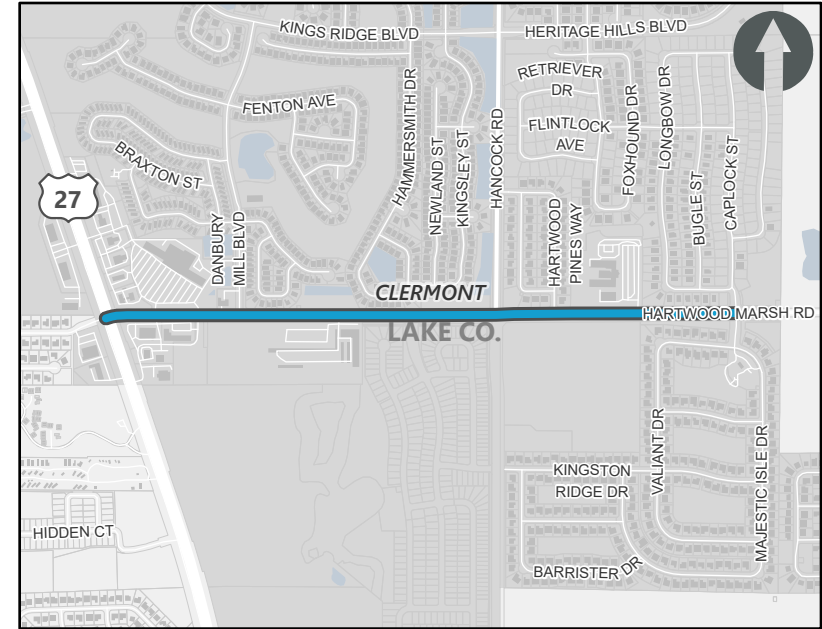 KINGS RIDGE BLVD
HERITAGE HILLS BLVD
RETRIEVER
DR
FENTON AVE
HAMMERSMITH DR
HANCOCK RD
FLINTLOCK
AVE
FOXHOUND DR
LONGBOW DR
BRAXTON ST
NEWLAND ST
KINGSLEY ST
CAPLOCK ST
BUGLE ST
27
DANBURY
MILL BLVD
HARTWOOD
PINES WAY
CLERMONT
HARTWOOD MARSH RD
LAKE CO.
VALIANT DR
MAJESTIC ISLE DR
KINGSTON
RIDGE DR
HIDDEN CT
BARRISTER DR